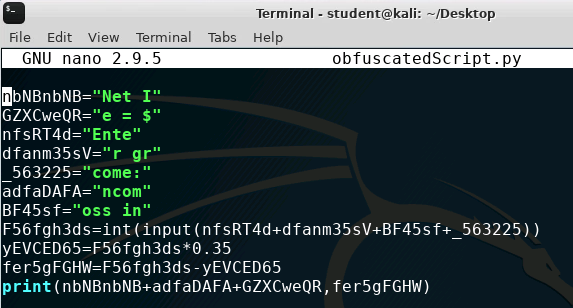 Terminal - student@kali: ~/Desktop
File Edit View Terminal Tabs Help
GNU nano 2.9.5 obfuscatedScript.py
nbNBnbNB="Net I"
GZXCweQR="e = $"
nfsRT4d="Ente"
dfanm35sV="r gr"
_563225="come:"
adfaDAFA="ncom"
BF45sf="oss in"
F56fgh3ds=int(input(nfsRT4d+dfanm35sV+BF45sf+_563225))
yEVCED65=F56fgh3ds*0.35
fer5gFGHW=F56fgh3ds-yEVCED65
print(nbNBnbNB+adfaDAFA+GZXCweQR,fer5gFGHW)